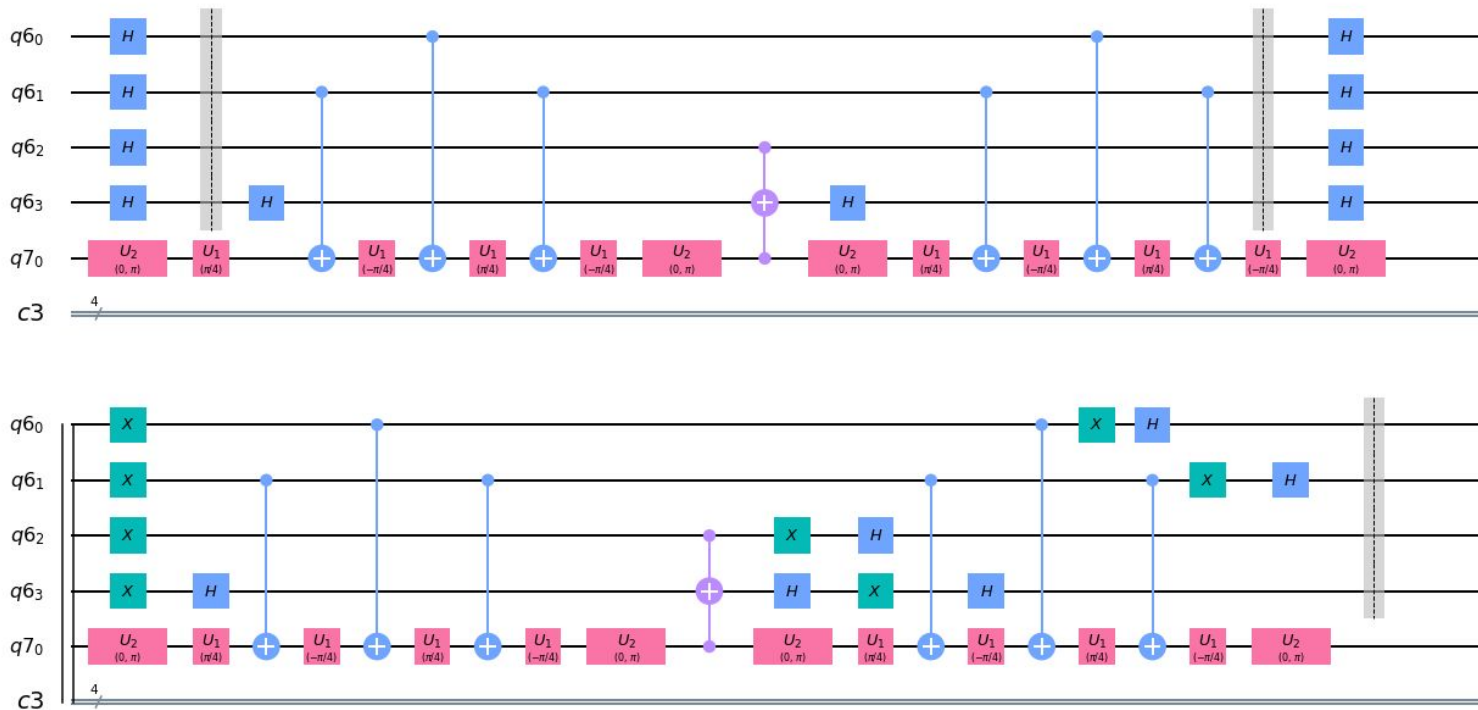 q6₀ H H
q6₁ H H
q6₂ H H
q6₃ H H H H
q7₀ U₂ (0, π) U₁ (π/4) U₁ (−π/4) U₁ (π/4) U₁ (−π/4) U₂ (0, π) U₂ (0, π) U₁ (π/4) U₁ (−π/4) U₁ (π/4) U₁ (−π/4) U₂ (0, π)
c3 4
q6₀ X X H
q6₁ X X H
q6₂ X X H
q6₃ X H H X H
q7₀ U₂ (0, π) U₁ (π/4) U₁ (−π/4) U₁ (π/4) U₁ (−π/4) U₂ (0, π) U₂ (0, π) U₁ (π/4) U₁ (−π/4) U₁ (π/4) U₁ (−π/4) U₂ (0, π)
c3 4